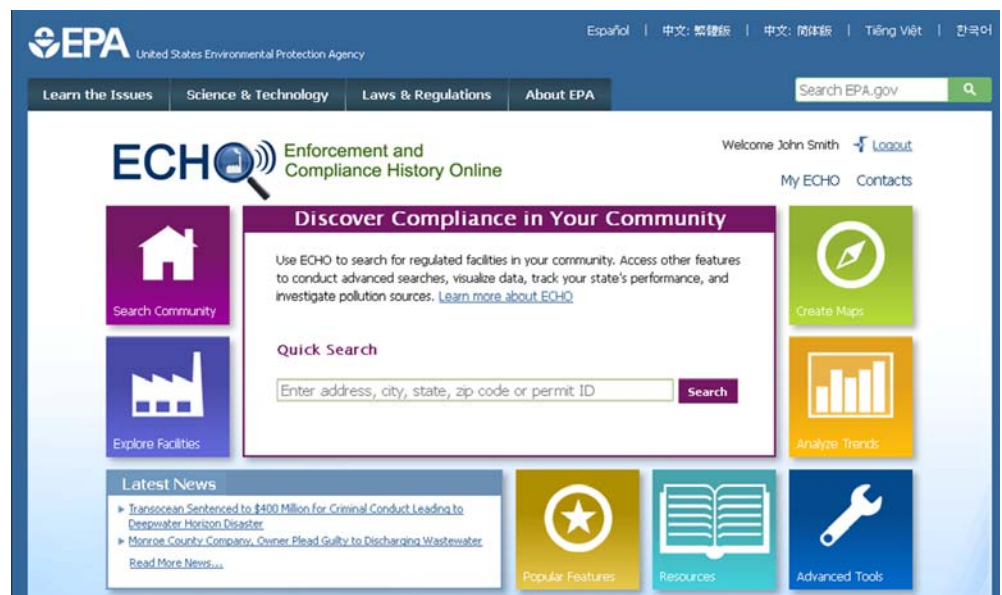 Español | 中文: 繁體版 | 中文: 简体版 | Tiếng Việt | 한국어
EPA United States Environmental Protection Agency
Learn the Issues Science & Technology Laws & Regulations About EPA
Search EPA.gov
ECHO Enforcement and
Compliance History Online
Welcome John Smith Logout
My ECHO Contacts
Search Community
Discover Compliance in Your Community
Use ECHO to search for regulated facilities in your community. Access other features
to conduct advanced searches, visualize data, track your state's performance, and
investigate pollution sources. Learn more about ECHO
Create Maps
Explore Facilities
Quick Search
Enter address, city, state, zip code or permit ID Search
Analyze Trends
Latest News
Transocean Sentenced to $400 Million for Criminal Conduct Leading to
Deepwater Horizon Disaster
Monroe County Company, Owner Plead Guilty to Discharging Wastewater
Read More News...
Popular Features
Resources
Advanced Tools